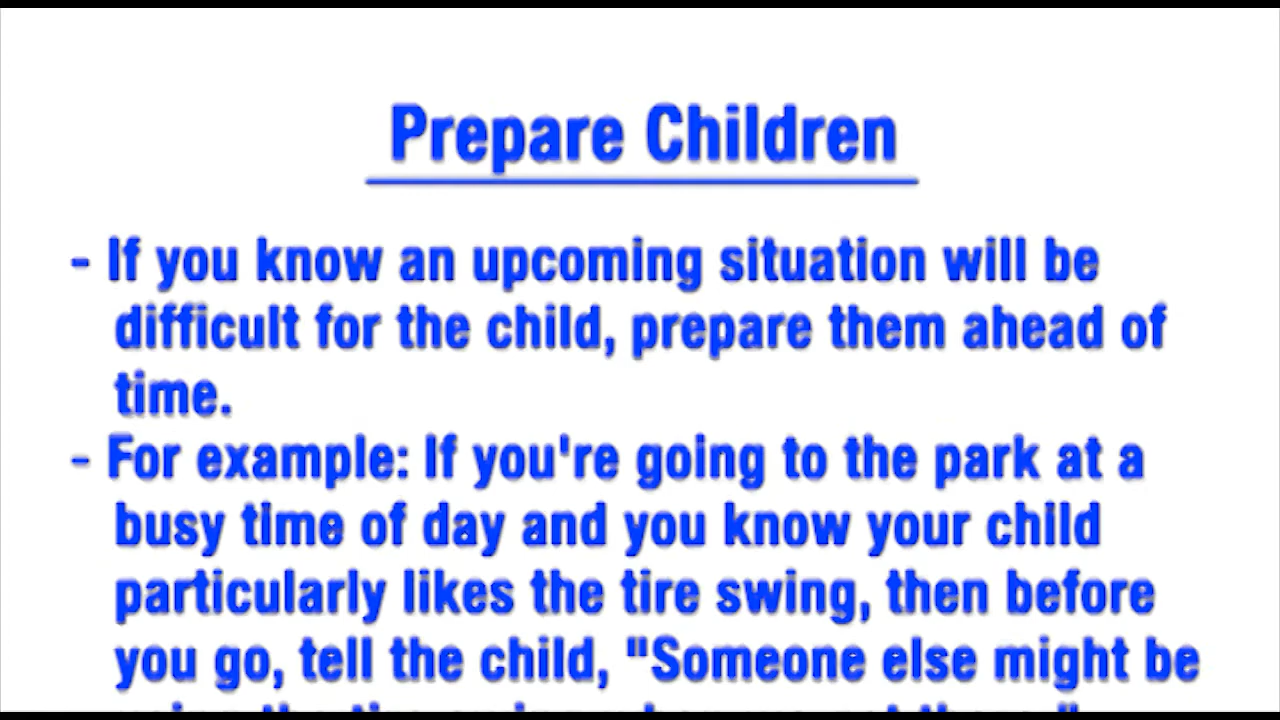 Prepare Children
- If you know an upcoming situation will be
difficult for the child, prepare them ahead of
time.
- For example: If you're going to the park at a
busy time of day and you know your child
particularly likes the tire swing, then before
you go, tell the child, "Someone else might be